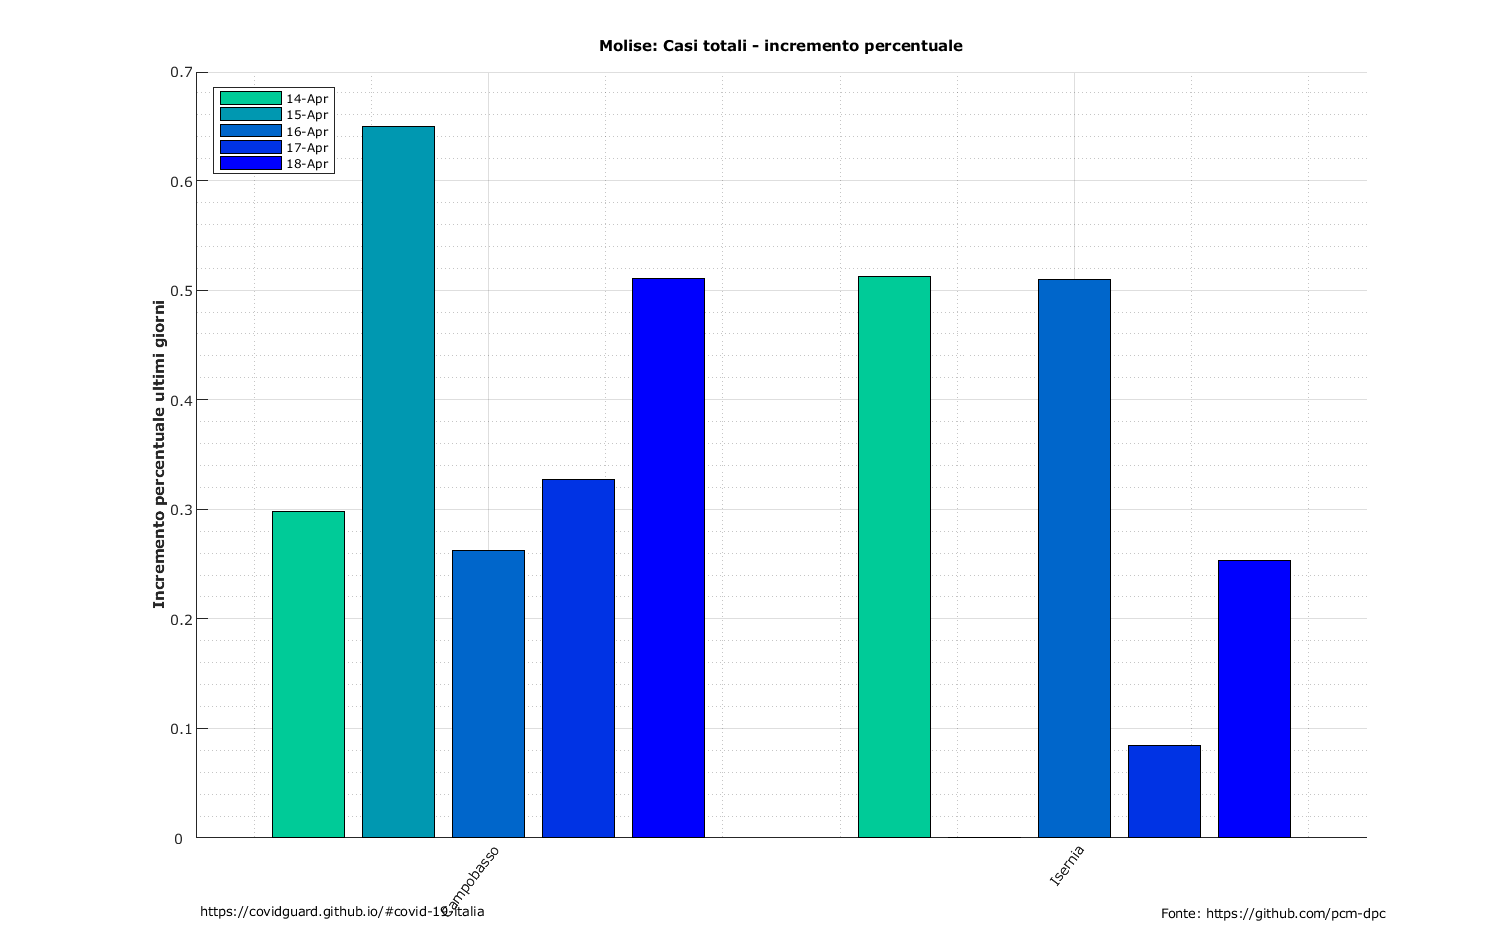 Molise: Casi totali - incremento percentuale
Incremento percentuale ultimi giorni
0.7
0.6
0.5
0.4
0.3
0.2
0.1
0
14-Apr
15-Apr
16-Apr
17-Apr
18-Apr
Campobasso
Isernia
https://covidguard.github.io/#covid-19-italia
Fonte: https://github.com/pcm-dpc